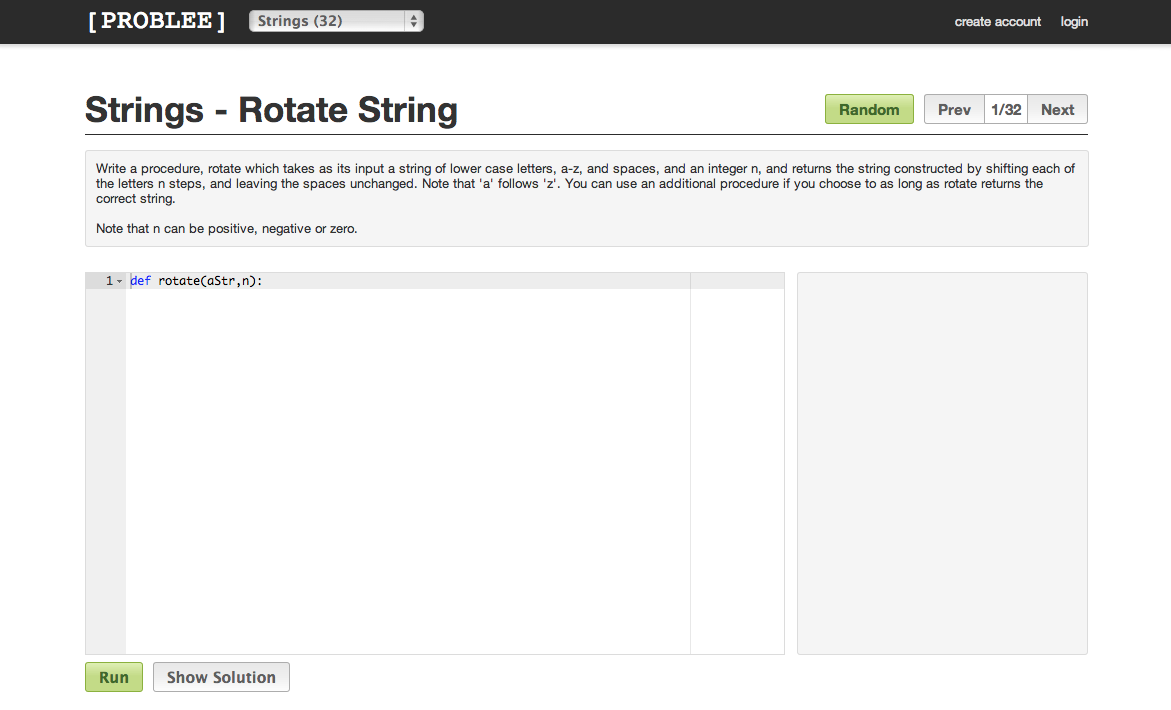 [PROBLEE] Strings (32) create account login
Strings - Rotate String Random Prev 1/32 Next
Write a procedure, rotate which takes as its input a string of lower case letters, a-z, and spaces, and an integer n, and returns the string constructed by shifting each of
the letters n steps, and leaving the spaces unchanged. Note that 'a' follows 'z'. You can use an additional procedure if you choose to as long as rotate returns the
correct string.
Note that n can be positive, negative or zero.
1 def rotate(aStr,n):
Run Show Solution